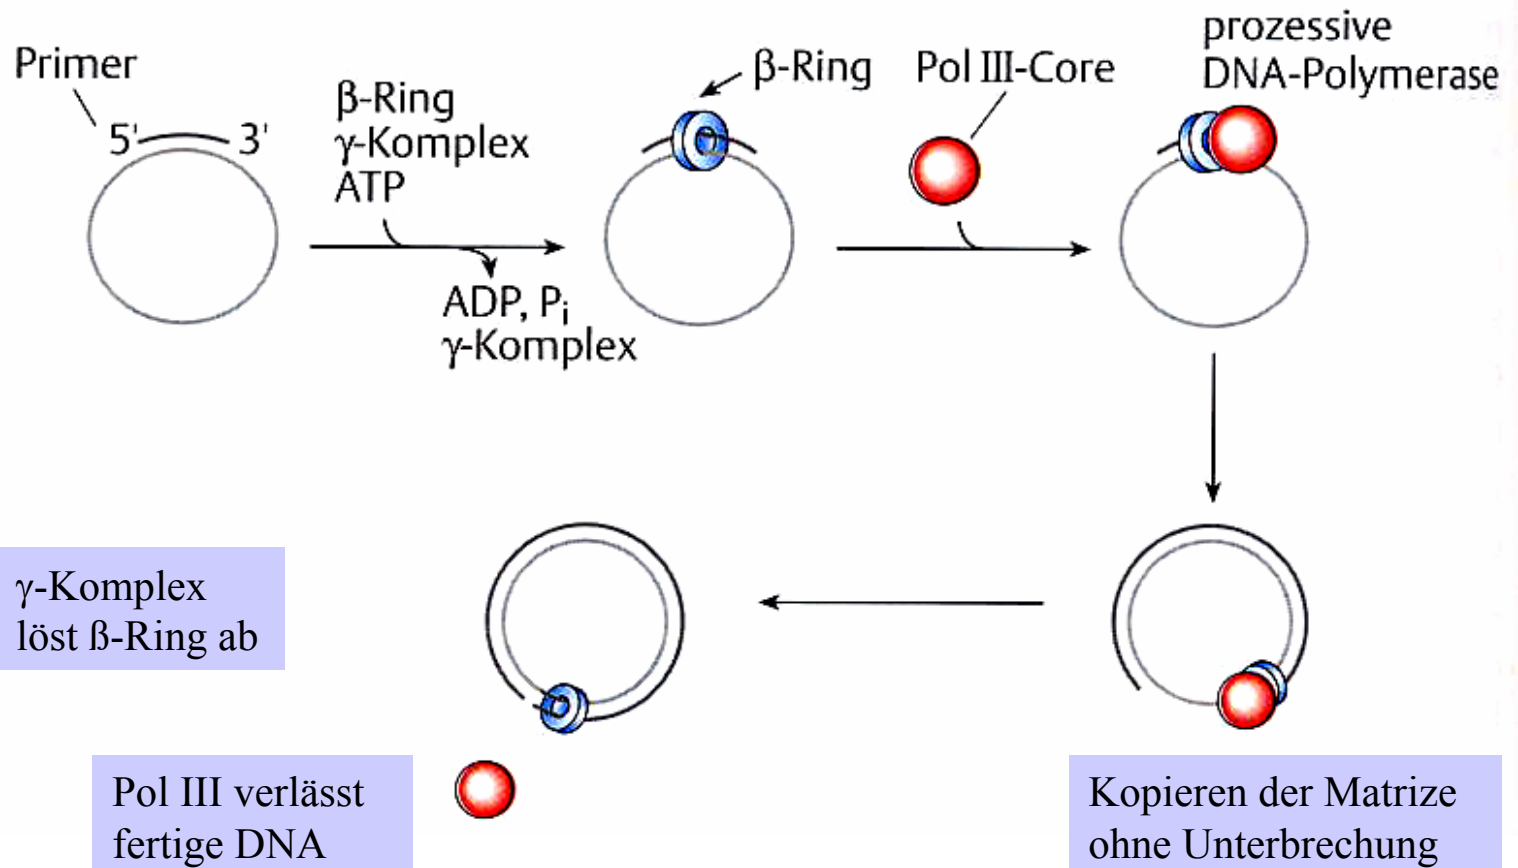 Primer
5' 3'
β-Ring
γ-Komplex
ATP
ADP, Pi
γ-Komplex
β-Ring
Pol III-Core
prozessive
DNA-Polymerase
Kopieren der Matrize
ohne Unterbrechung
Pol III verlässt
fertige DNA
γ-Komplex
löst ß-Ring ab